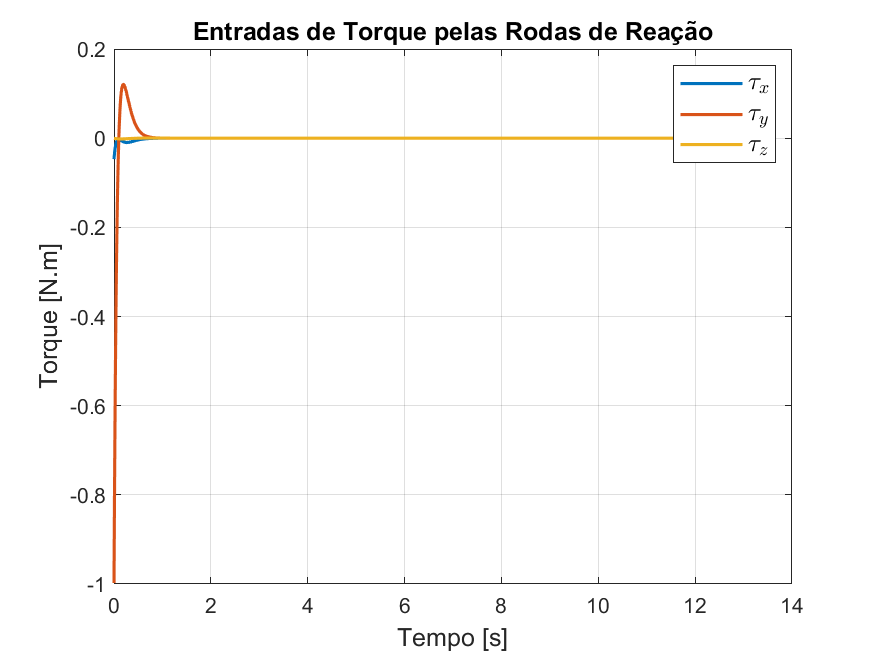 Entradas de Torque pelas Rodas de Reação
τx
τy
τz
0.2
0
-0.2
-0.4
-0.6
-0.8
-1
Torque [N.m]
0 2 4 6 8 10 12 14
Tempo [s]